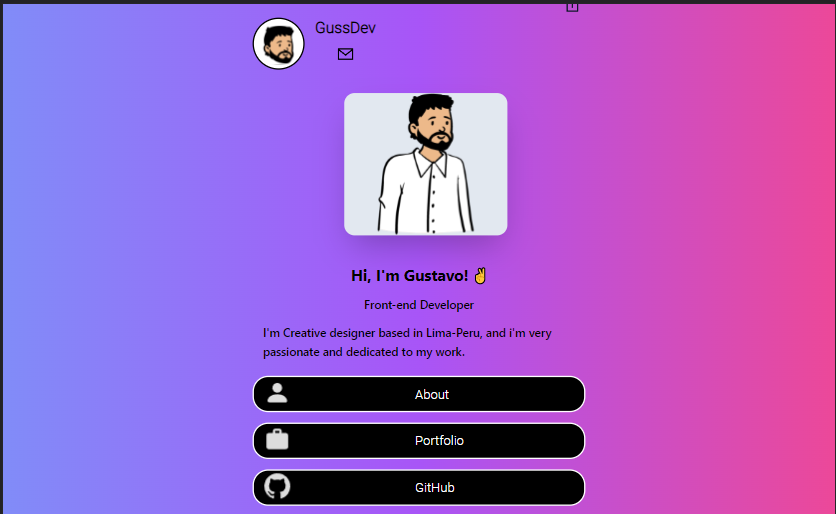 GussDev
Hi, I'm Gustavo! ✌
Front-end Developer
I'm Creative designer based in Lima-Peru, and i'm very
passionate and dedicated to my work.
About
Portfolio
GitHub